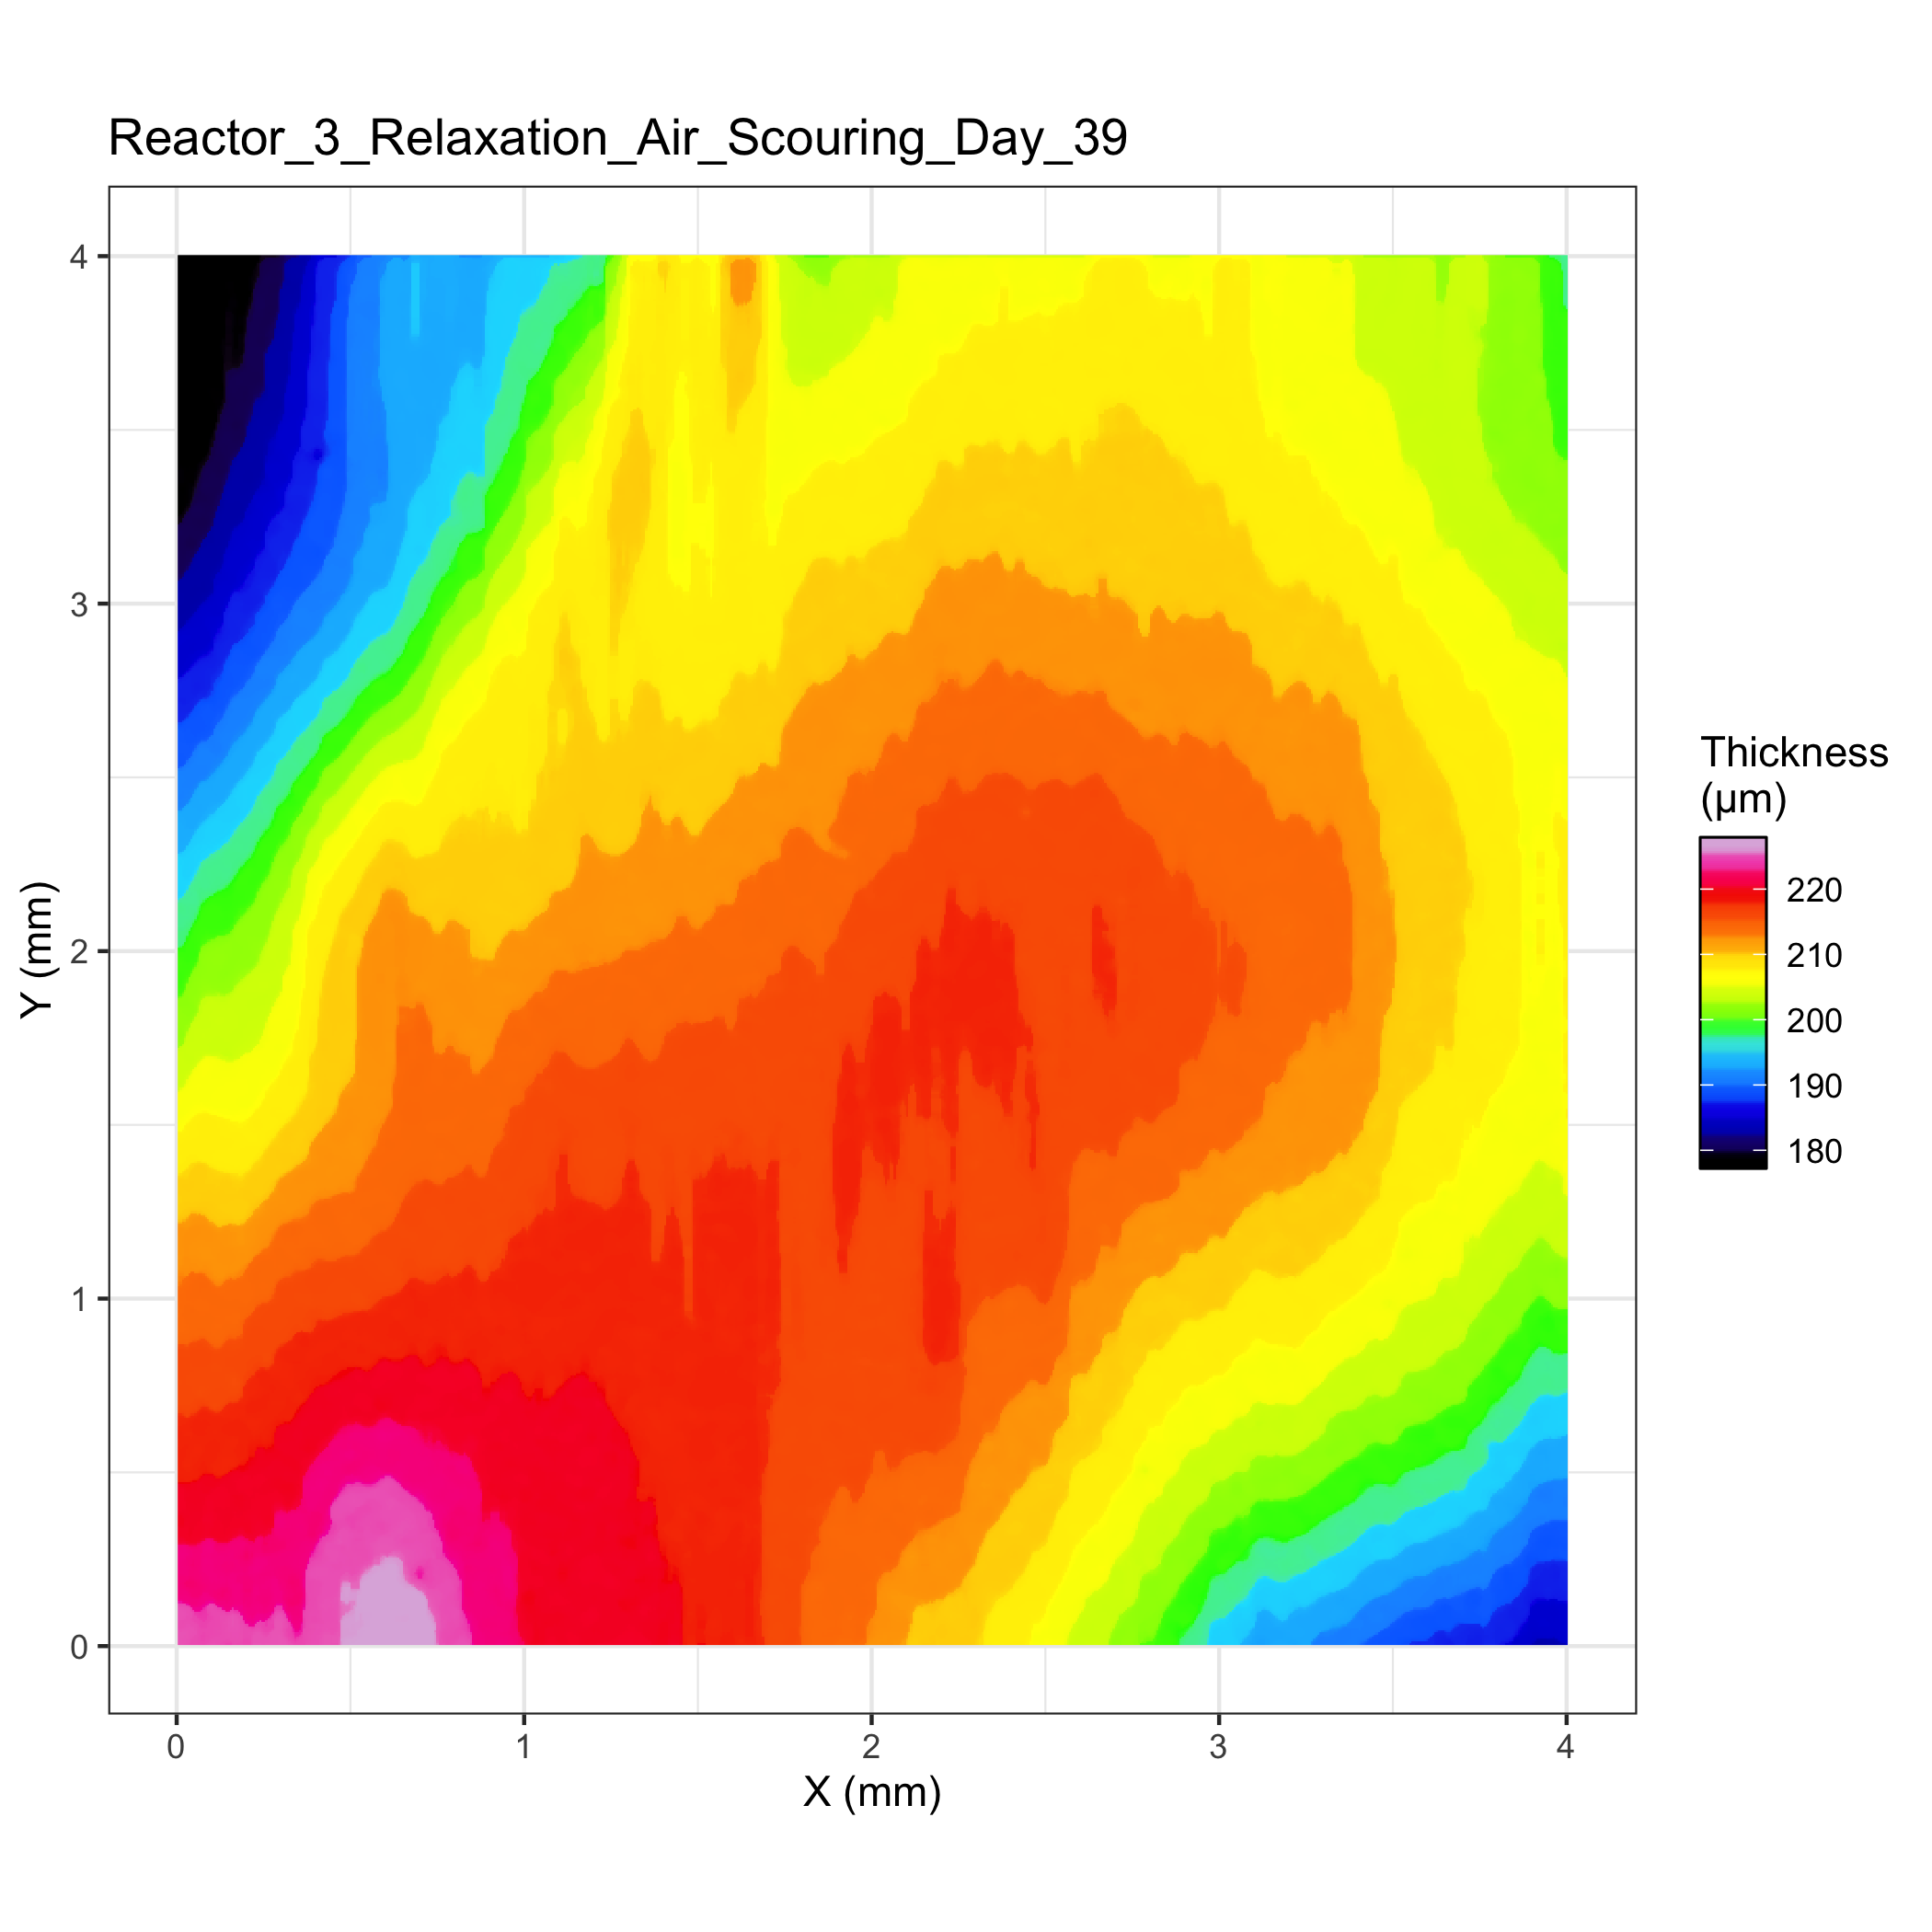 Reactor_3_Relaxation_Air_Scouring_Day_39
4
3
2
1
0
Y (mm)
0 1 2 3 4
X (mm)
Thickness
(µm)
220
210
200
190
180